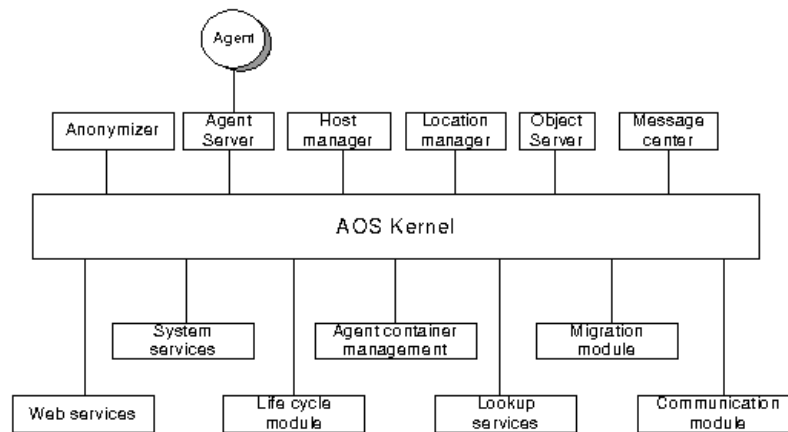 Agent
Anonymizer
Agent
Server
Host
manager
Location
manager
Object
Server
Message
center
AOS Kernel
System
services
Agent container
management
Migration
module
Web services
Life cycle
module
Lookup
services
Communication
module